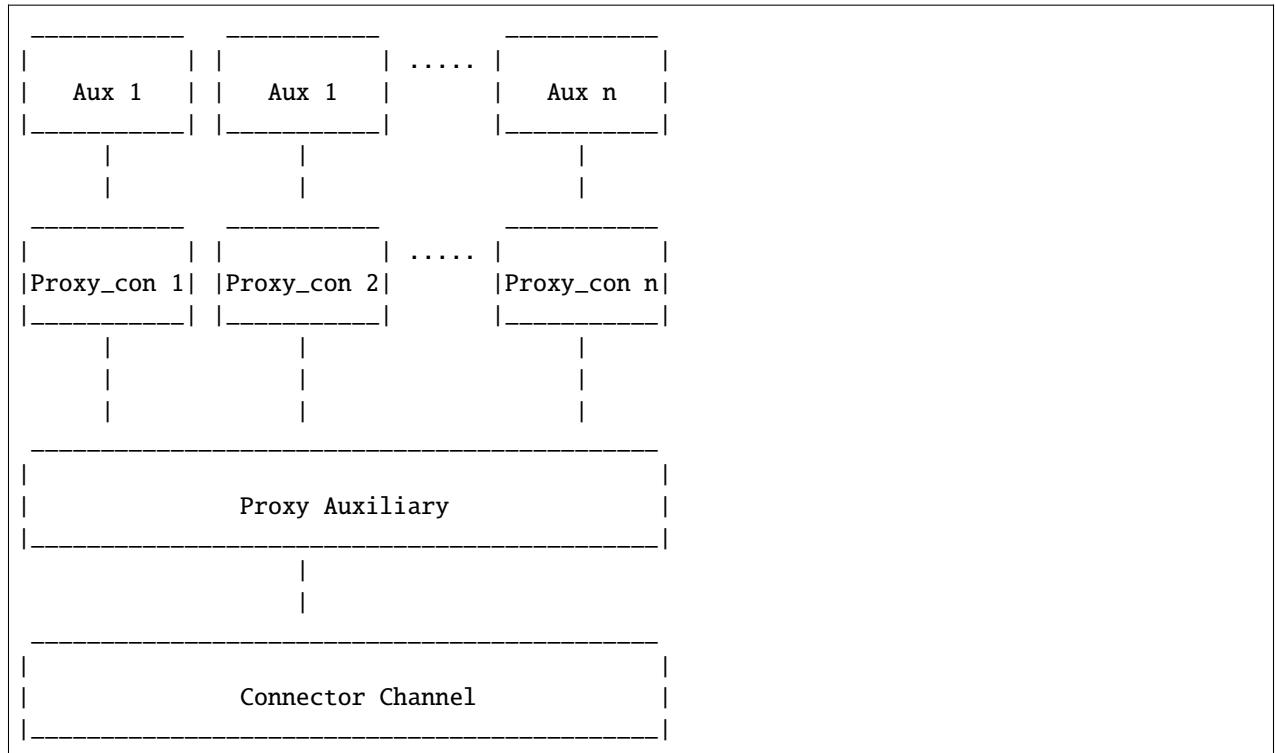 ..... 
Aux 1 Aux 1 Aux n
.....
Proxy_con 1 Proxy_con 2 Proxy_con n
Proxy Auxiliary
Connector Channel